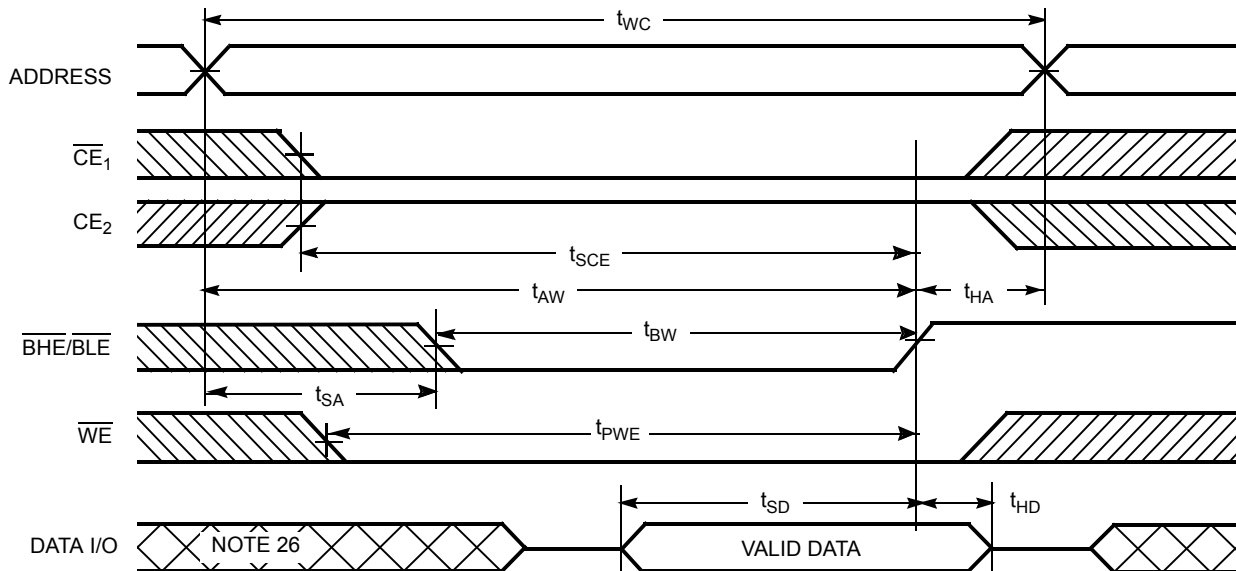 tWC
ADDRESS
CE1
CE2
tSCE
tAW
tHA
BHE/BLE
tBW
tSA
WE
tPWE
tSD
tHD
DATA I/O
NOTE 26
VALID DATA